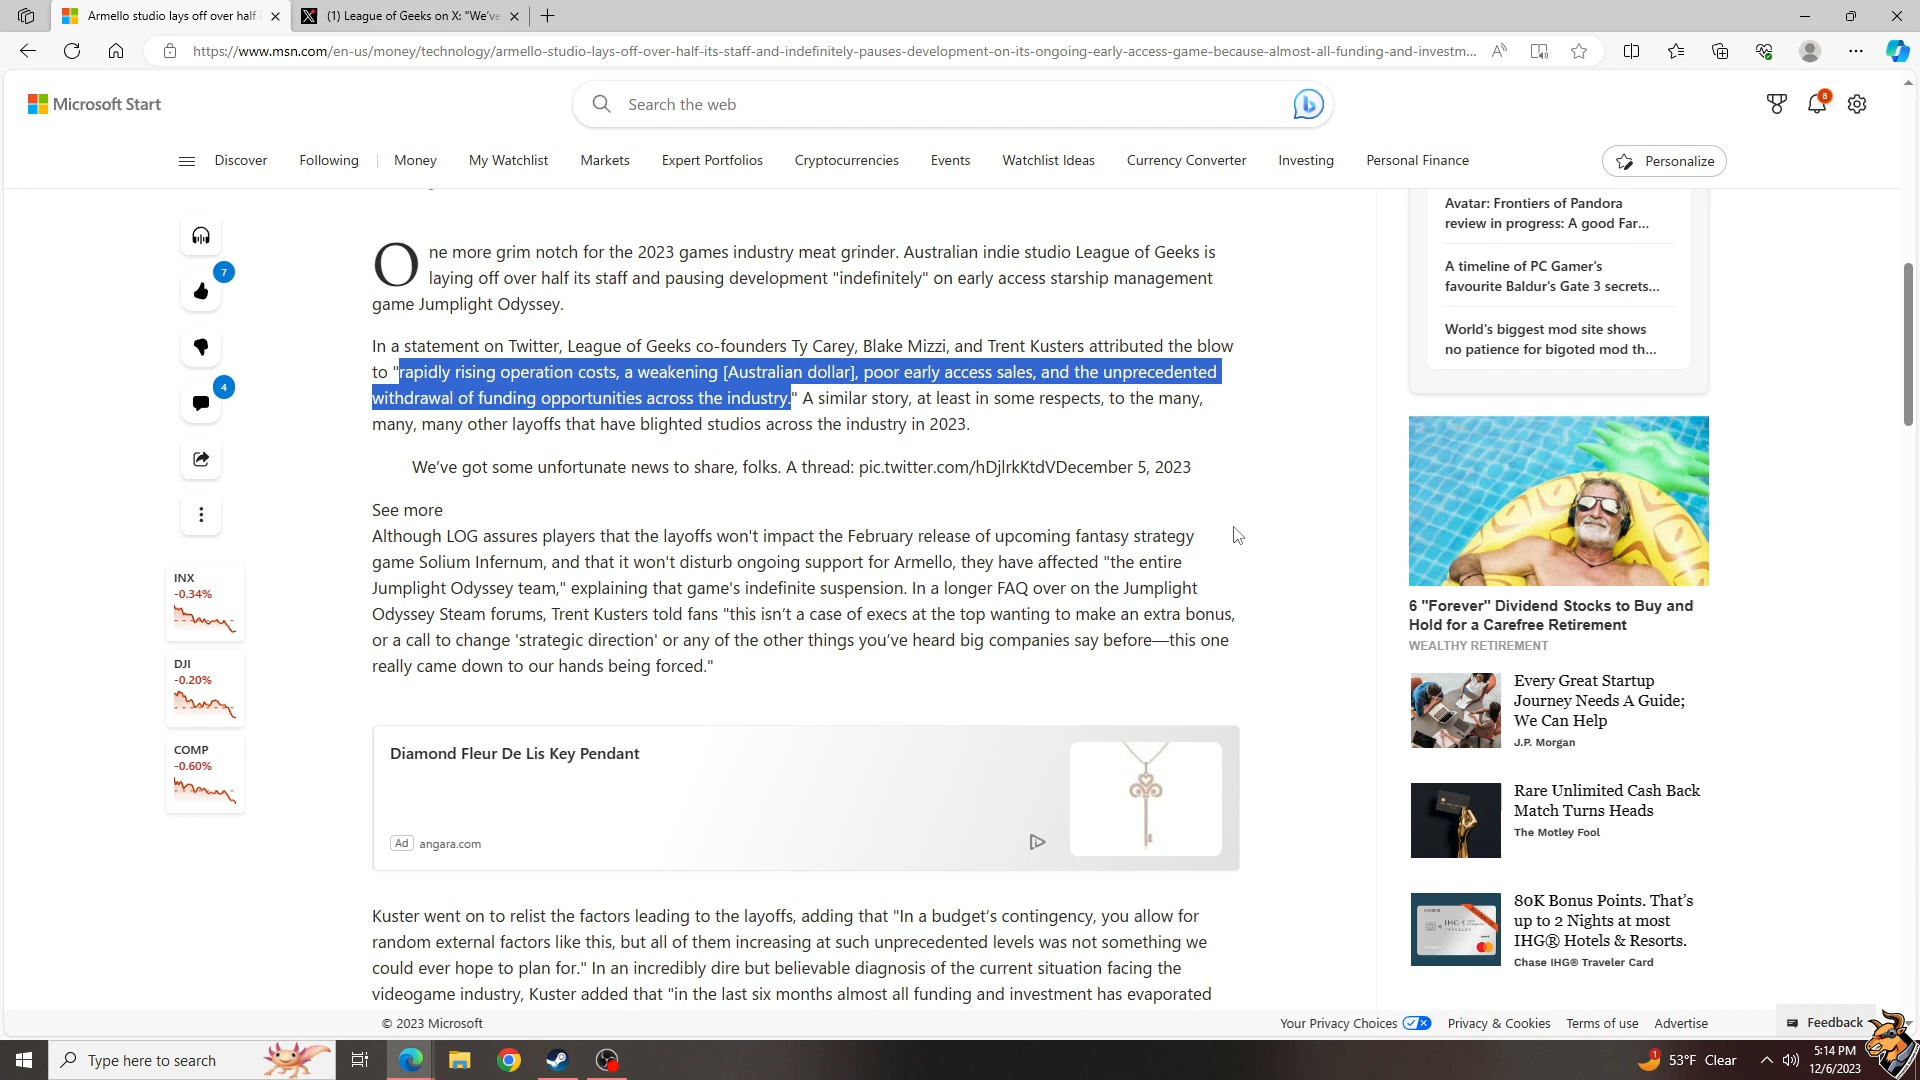 Armello studio lays off over half i
(1) League of Geeks on X: "We've
https://www.msn.com/en-us/money/technology/armello-studio-lays-off-over-half-its-staff-and-indefinitely-pauses-development-on-its-ongoing-early-access-game-because-almost-all-funding-and-investm...
Microsoft Start
Search the web
8
Discover
Following
Money
My Watchlist
Markets
Expert Portfolios
Cryptocurrencies
Events
Watchlist Ideas
Currency Converter
Investing
Personal Finance
Personalize
7
4
INX
-0.34%
DJI
-0.20%
COMP
-0.60%
One more grim notch for the 2023 games industry meat grinder. Australian indie studio League of Geeks is
laying off over half its staff and pausing development "indefinitely" on early access starship management
game Jumplight Odyssey.
In a statement on Twitter, League of Geeks co-founders Ty Carey, Blake Mizzi, and Trent Kusters attributed the blow
to "rapidly rising operation costs, a weakening [Australian dollar], poor early access sales, and the unprecedented
withdrawal of funding opportunities across the industry." A similar story, at least in some respects, to the many,
many, many other layoffs that have blighted studios across the industry in 2023.
We've got some unfortunate news to share, folks. A thread: pic.twitter.com/hDjlrkKtdVDecember 5, 2023
See more
Although LOG assures players that the layoffs won't impact the February release of upcoming fantasy strategy
game Solium Infernum, and that it won't disturb ongoing support for Armello, they have affected "the entire
Jumplight Odyssey team," explaining that game's indefinite suspension. In a longer FAQ over on the Jumplight
Odyssey Steam forums, Trent Kusters told fans "this isn't a case of execs at the top wanting to make an extra bonus,
or a call to change 'strategic direction' or any of the other things you've heard big companies say before—this one
really came down to our hands being forced."
Diamond Fleur De Lis Key Pendant
Ad angara.com
Kuster went on to relist the factors leading to the layoffs, adding that "In a budget's contingency, you allow for
random external factors like this, but all of them increasing at such unprecedented levels was not something we
could ever hope to plan for." In an incredibly dire but believable diagnosis of the current situation facing the
videogame industry, Kuster added that "in the last six months almost all funding and investment has evaporated
Avatar: Frontiers of Pandora
review in progress: A good Far...
A timeline of PC Gamer's
favourite Baldur's Gate 3 secrets...
World's biggest mod site shows
no patience for bigoted mod th...
6 "Forever" Dividend Stocks to Buy and
Hold for a Carefree Retirement
WEALTHY RETIREMENT
Every Great Startup
Journey Needs A Guide;
We Can Help
J.P. Morgan
Rare Unlimited Cash Back
Match Turns Heads
The Motley Fool
80K Bonus Points. That's
up to 2 Nights at most
IHG® Hotels & Resorts.
Chase IHG® Traveler Card
© 2023 Microsoft
Your Privacy Choices
Privacy & Cookies
Terms of use
Advertise
Feedback
Type here to search
1
53°F Clear
5:14 PM
12/6/2023